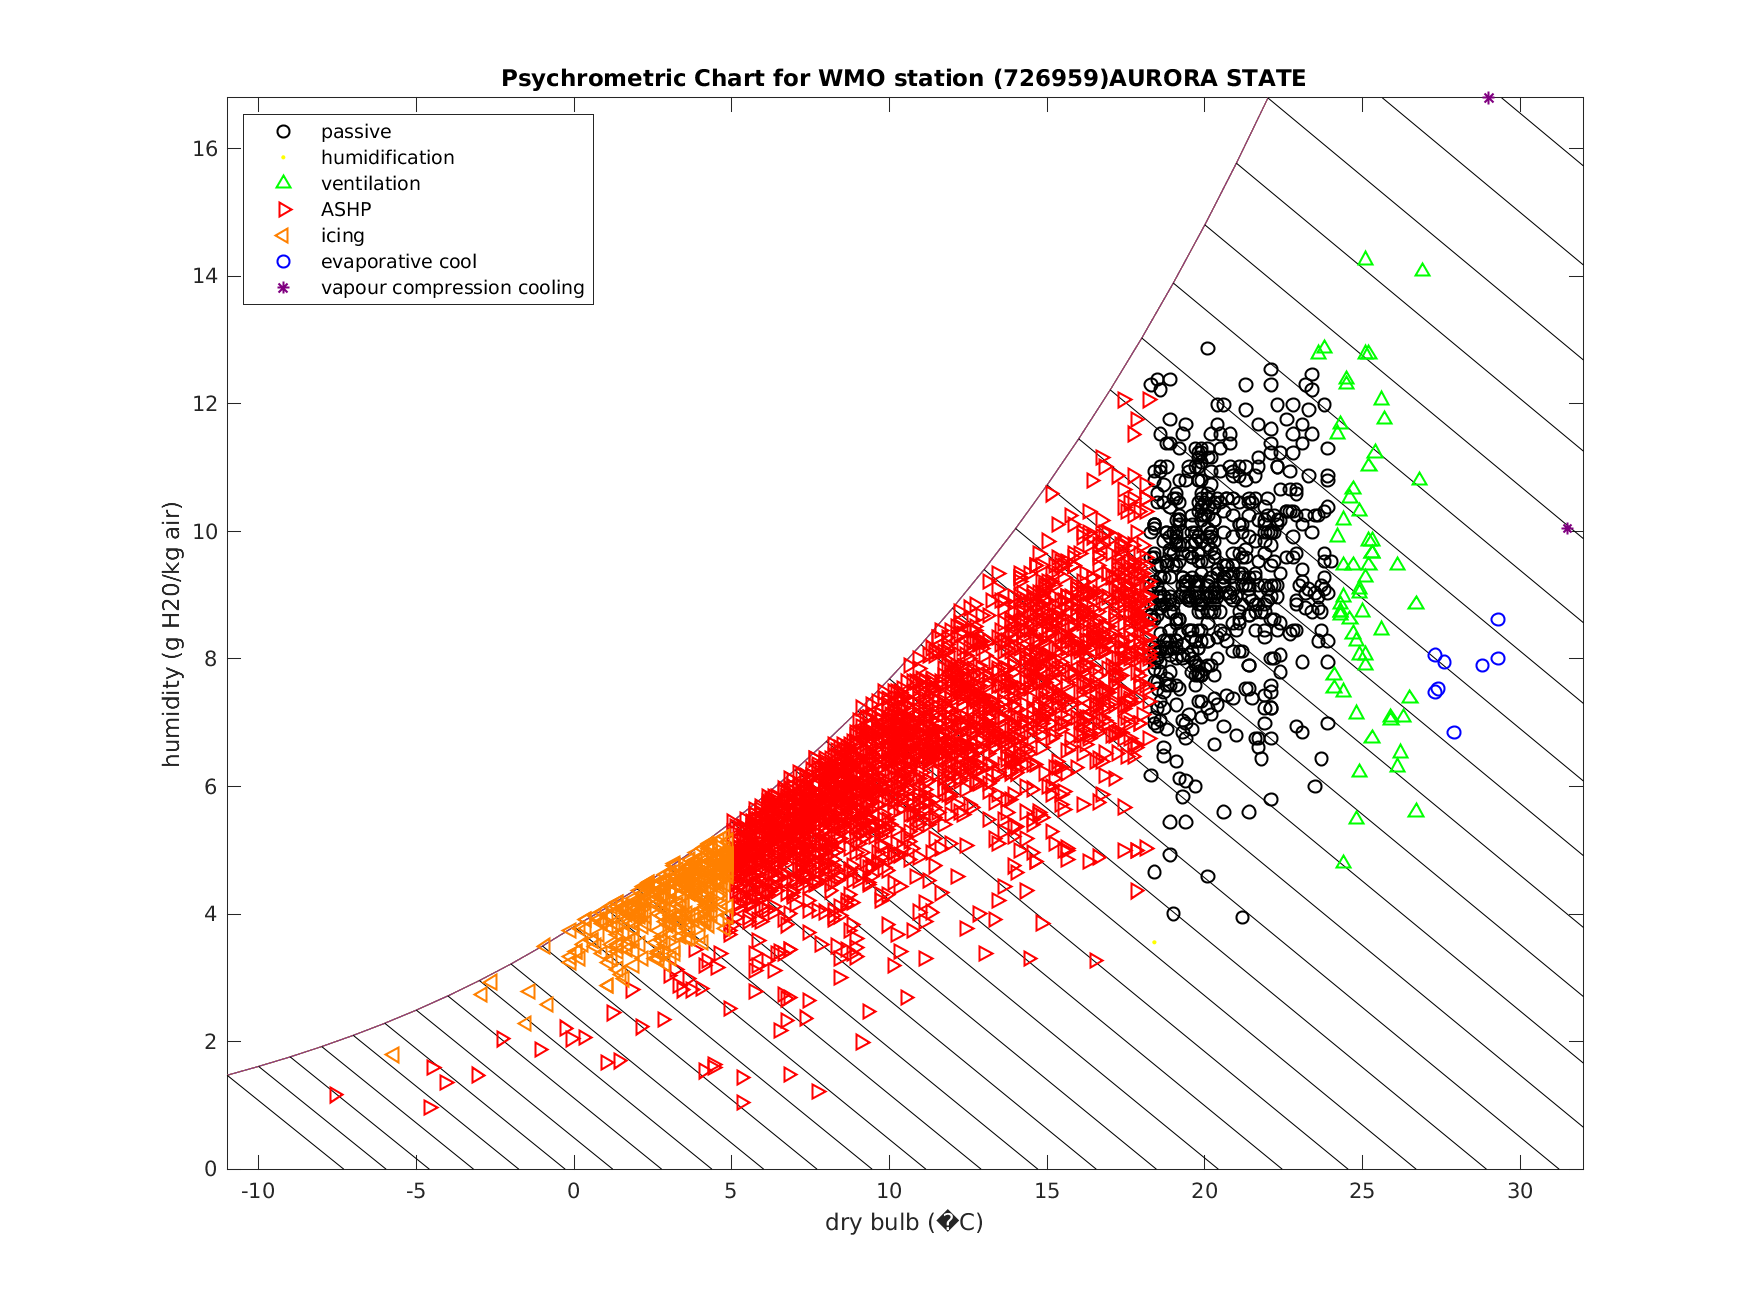 Psychrometric Chart for WMO station (726959)AURORA STATE
passive
humidification
ventilation
ASHP
icing
evaporative cool
vapour compression cooling
humidity (g H20/kg air)
16
14
12
10
8
6
4
2
0
-10 -5 0 5 10 15 20 25 30
dry bulb (�C)